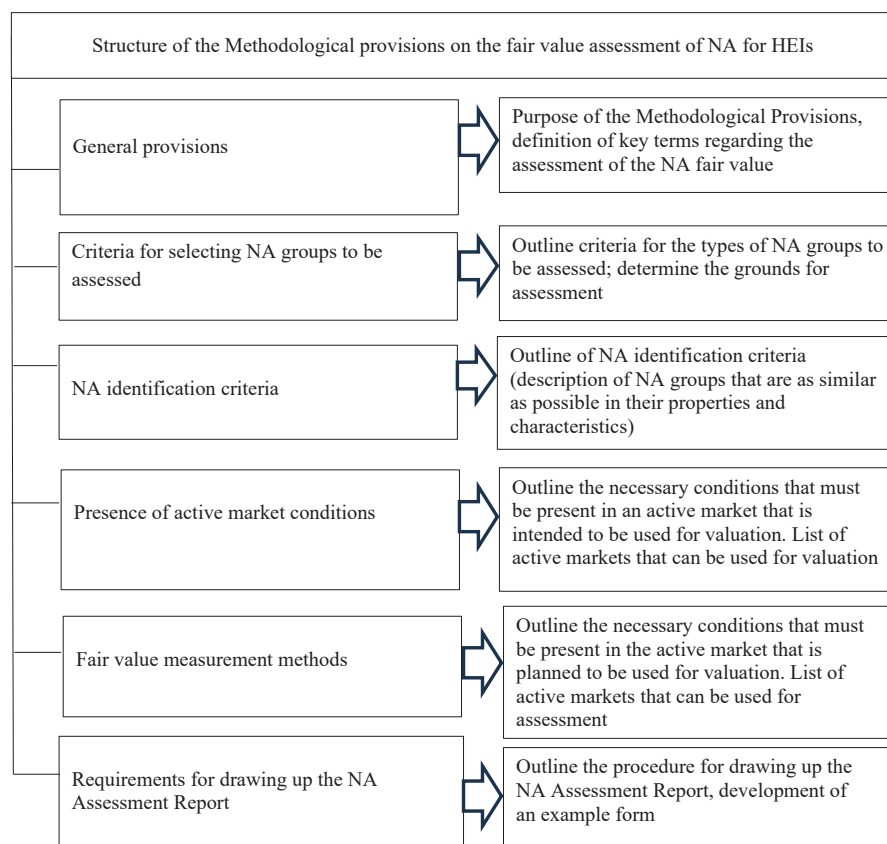 Structure of the Methodological provisions on the fair value assessment of NA for HEIs
General provisions
Purpose of the Methodological Provisions,
definition of key terms regarding the
assessment of the NA fair value
Criteria for selecting NA groups to be
assessed
Outline criteria for the types of NA groups to
be assessed; determine the grounds for
assessment
NA identification criteria
Outline of NA identification criteria
(description of NA groups that are as similar
as possible in their properties and
characteristics)
Presence of active market conditions
Outline the necessary conditions that must
be present in an active market that is
intended to be used for valuation. List of
active markets that can be used for valuation
Fair value measurement methods
Outline the necessary conditions that must
be present in the active market that is
planned to be used for valuation. List of
active markets that can be used for
assessment
Requirements for drawing up the NA
Assessment Report
Outline the procedure for drawing up the
NA Assessment Report, development of
an example form